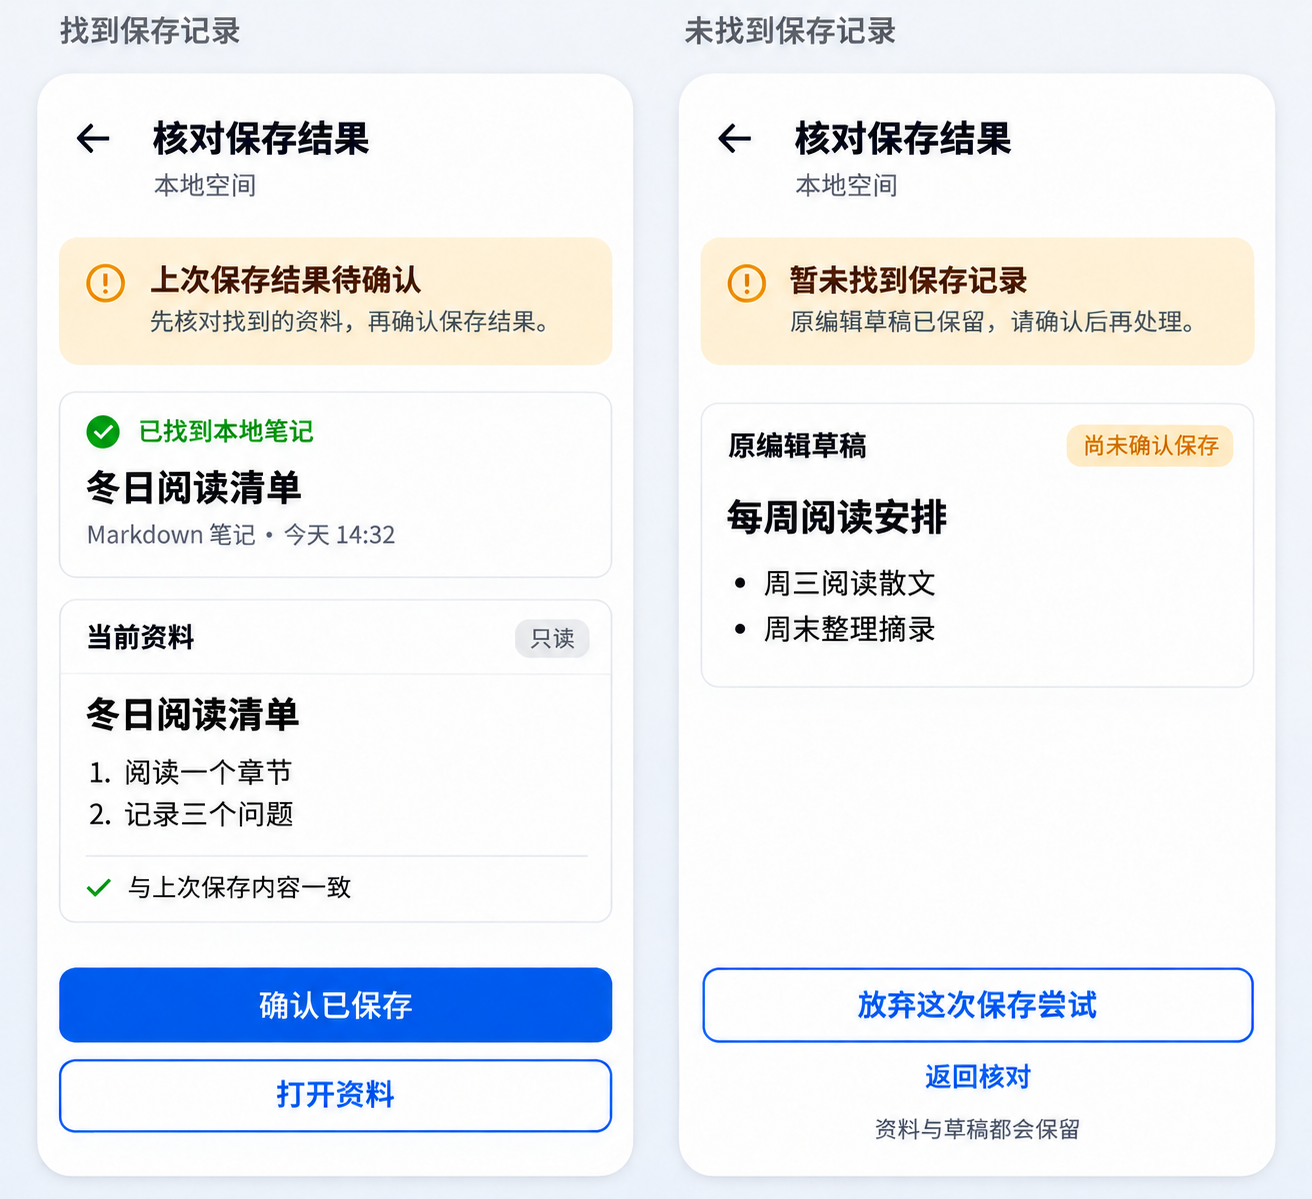 找到保存记录
核对保存结果
本地空间
上次保存结果待确认
先核对找到的资料，再确认保存结果。
已找到本地笔记
冬日阅读清单
Markdown 笔记 • 今天 14:32
当前资料
只读
冬日阅读清单
1. 阅读一个章节
2. 记录三个问题
与上次保存内容一致
确认已保存
打开资料
未找到保存记录
核对保存结果
本地空间
暂未找到保存记录
原编辑草稿已保留，请确认后再处理。
原编辑草稿
尚未确认保存
每周阅读安排
• 周三阅读散文
• 周末整理摘录
放弃这次保存尝试
返回核对
资料与草稿都会保留